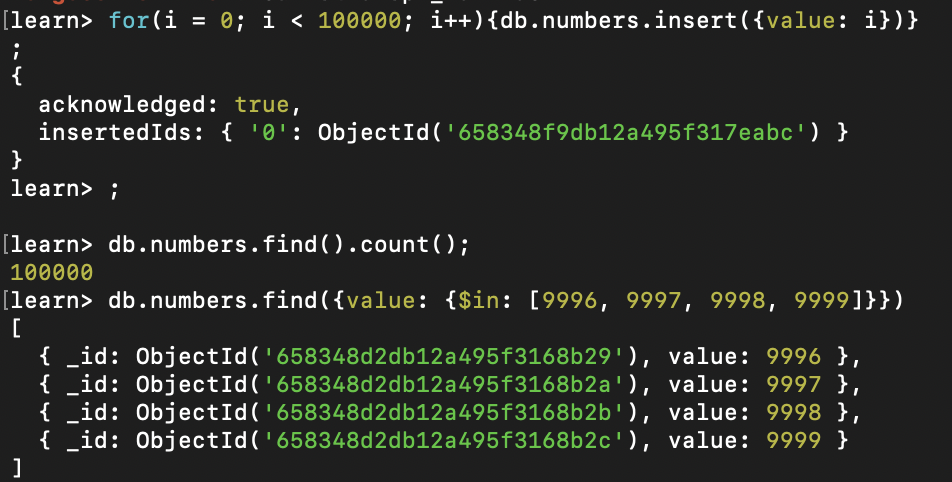 [learn> for(i = 0; i < 100000; i++){db.numbers.insert({value: i})}
;
{
  acknowledged: true,
  insertedIds: { '0': ObjectId('658348f9db12a495f317eabc') }
}
learn> ;
[learn> db.numbers.find().count();
100000
[learn> db.numbers.find({value: {$in: [9996, 9997, 9998, 9999]}})
[
  { _id: ObjectId('658348d2db12a495f3168b29'), value: 9996 },
  { _id: ObjectId('658348d2db12a495f3168b2a'), value: 9997 },
  { _id: ObjectId('658348d2db12a495f3168b2b'), value: 9998 },
  { _id: ObjectId('658348d2db12a495f3168b2c'), value: 9999 }
]